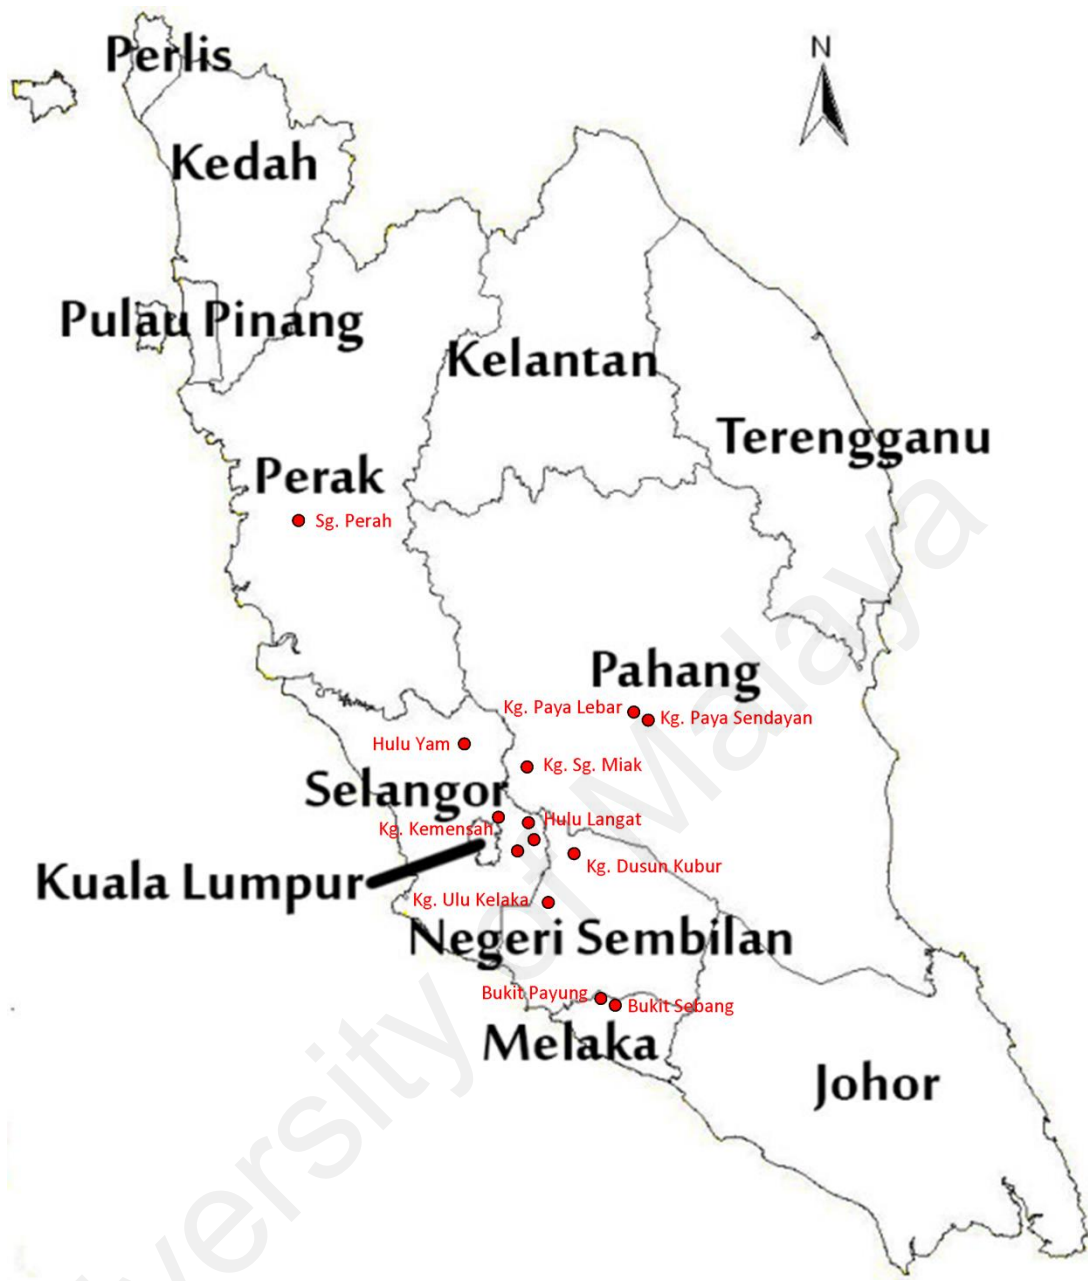 Perlis
N
Kedah
Pulau Pinang
Kelantan
Terengganu
Perak
Sg. Perah
Pahang
Kg. Paya Lebar
Kg. Paya Sendayan
Hulu Yam
Kg. Sg. Miak
Selangor
Hulu Langat
Kg. Kemensah
Kg. Dusun Kubur
Kuala Lumpur
Kg. Ulu Kelaka
Negeri Sembilan
Bukit Payung
Bukit Sebang
Melaka
Johor
versity of Malaya